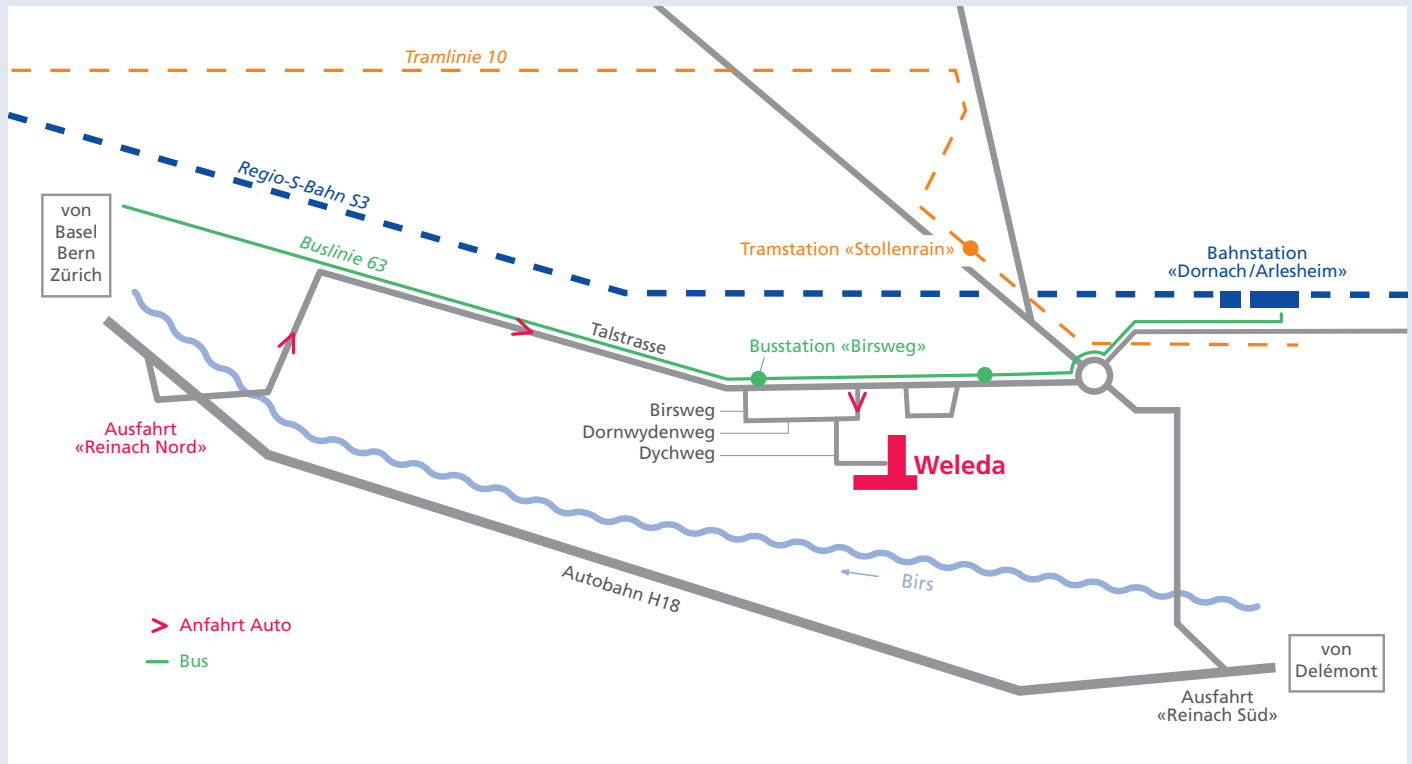 Tramlinie 10
Regio-S-Bahn S3
von
Basel
Bern
Zürich
Buslinie 63
Tramstation «Stollenrain»
Bahnstation
«Dornach/Arlesheim»
Talstrasse
Busstation «Birsweg»
Birsweg
Dornwydenweg
Dychweg
Ausfahrt
«Reinach Nord»
Weleda
Autobahn H18
Birs
Anfahrt Auto
Bus
von
Delémont
Ausfahrt
«Reinach Süd»